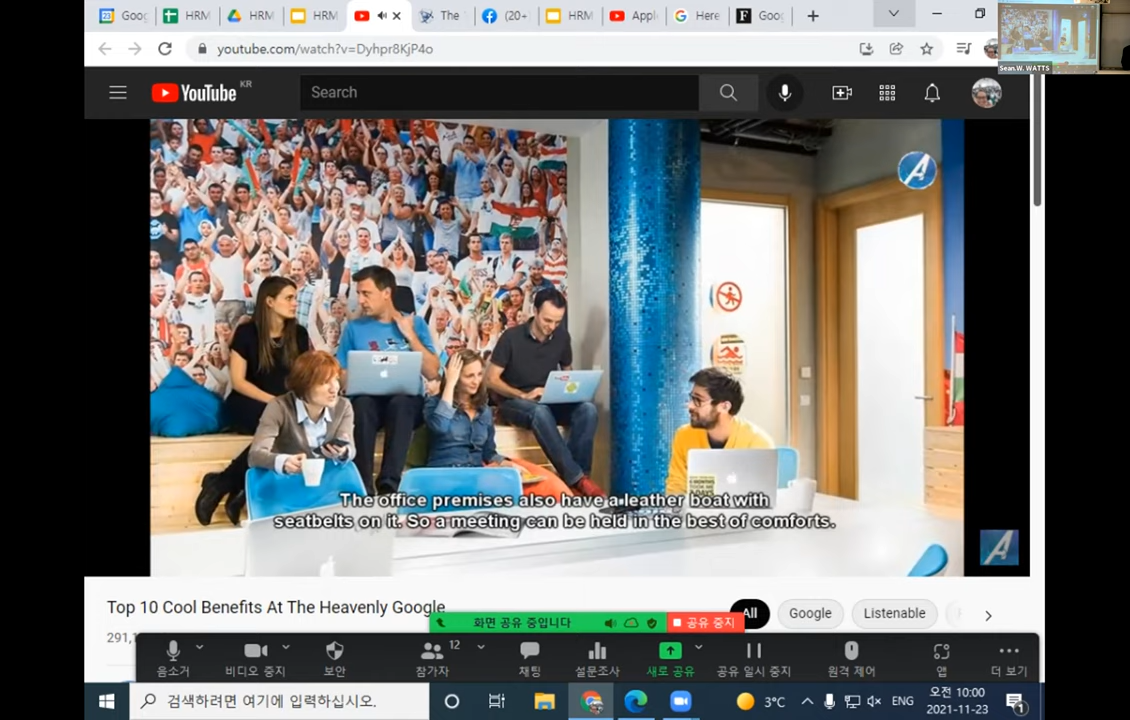 Goog
HRM
HRM
HRM
The
(20+
HRM
Appl
Here
Goog
Sean.W. WATTS
youtube.com/watch?v=Dyhpr8KjP4o
YouTube KR
Search
A
The office premises also have a leather boat with
seatbelts on it. So a meeting can be held in the best of comforts.
A
Top 10 Cool Benefits At The Heavenly Google
All
Google
Listenable
291,1
화면 공유 중입니다
공유 중지
12
음소거
비디오 중지
보안
참가자
채팅
설문조사
새로 공유
공유 일시 중지
원격 제어
앱
더 보기
검색하려면 여기에 입력하십시오.
3°C
ENG
오전 10:00
2021-11-23
1